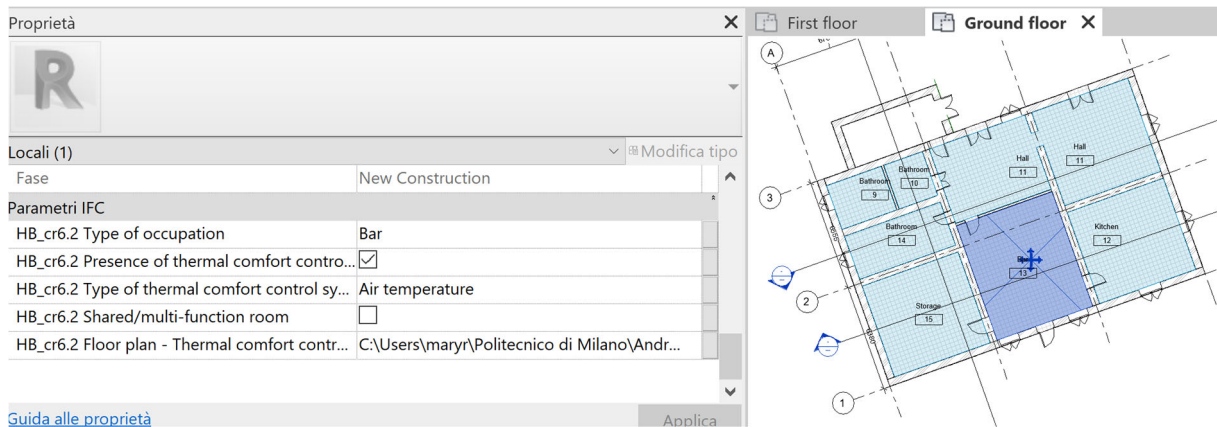 Proprietà
R
Locali (1)
Modifica tipo
Fase
New Construction
Parametri IFC
HB_cr6.2 Type of occupation
Bar
HB_cr6.2 Presence of thermal comfort contro...
HB_cr6.2 Type of thermal comfort control sy...
Air temperature
HB_cr6.2 Shared/multi-function room
HB_cr6.2 Floor plan - Thermal comfort contr...
C:\Users\maryr\Politecnico di Milano\Andr...
Guida alle proprietà
Applica
First floor
Ground floor
A
Hall
11
Hall
11
Bathroom
10
Bathroom
9
3
Bathroom
14
Kitchen
12
13
2
Storage
15
1